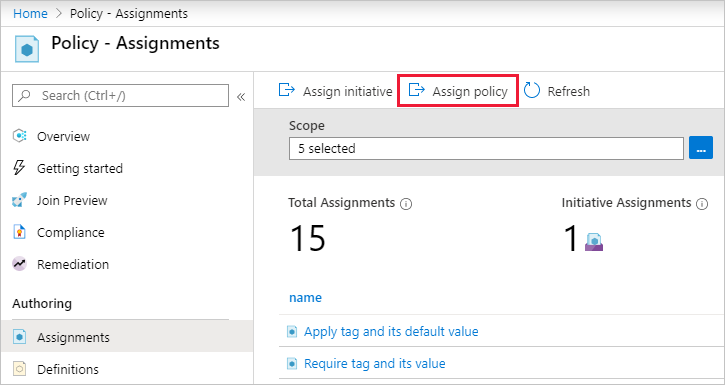 Home > Policy - Assignments
Policy - Assignments
Search (Ctrl+/)
«
Overview
Getting started
Join Preview
Compliance
Remediation
Authoring
Assignments
Definitions
Assign initiative
Assign policy
Refresh
Scope
5 selected
...
Total Assignments
15
Initiative Assignments
1
name
Apply tag and its default value
Require tag and its value